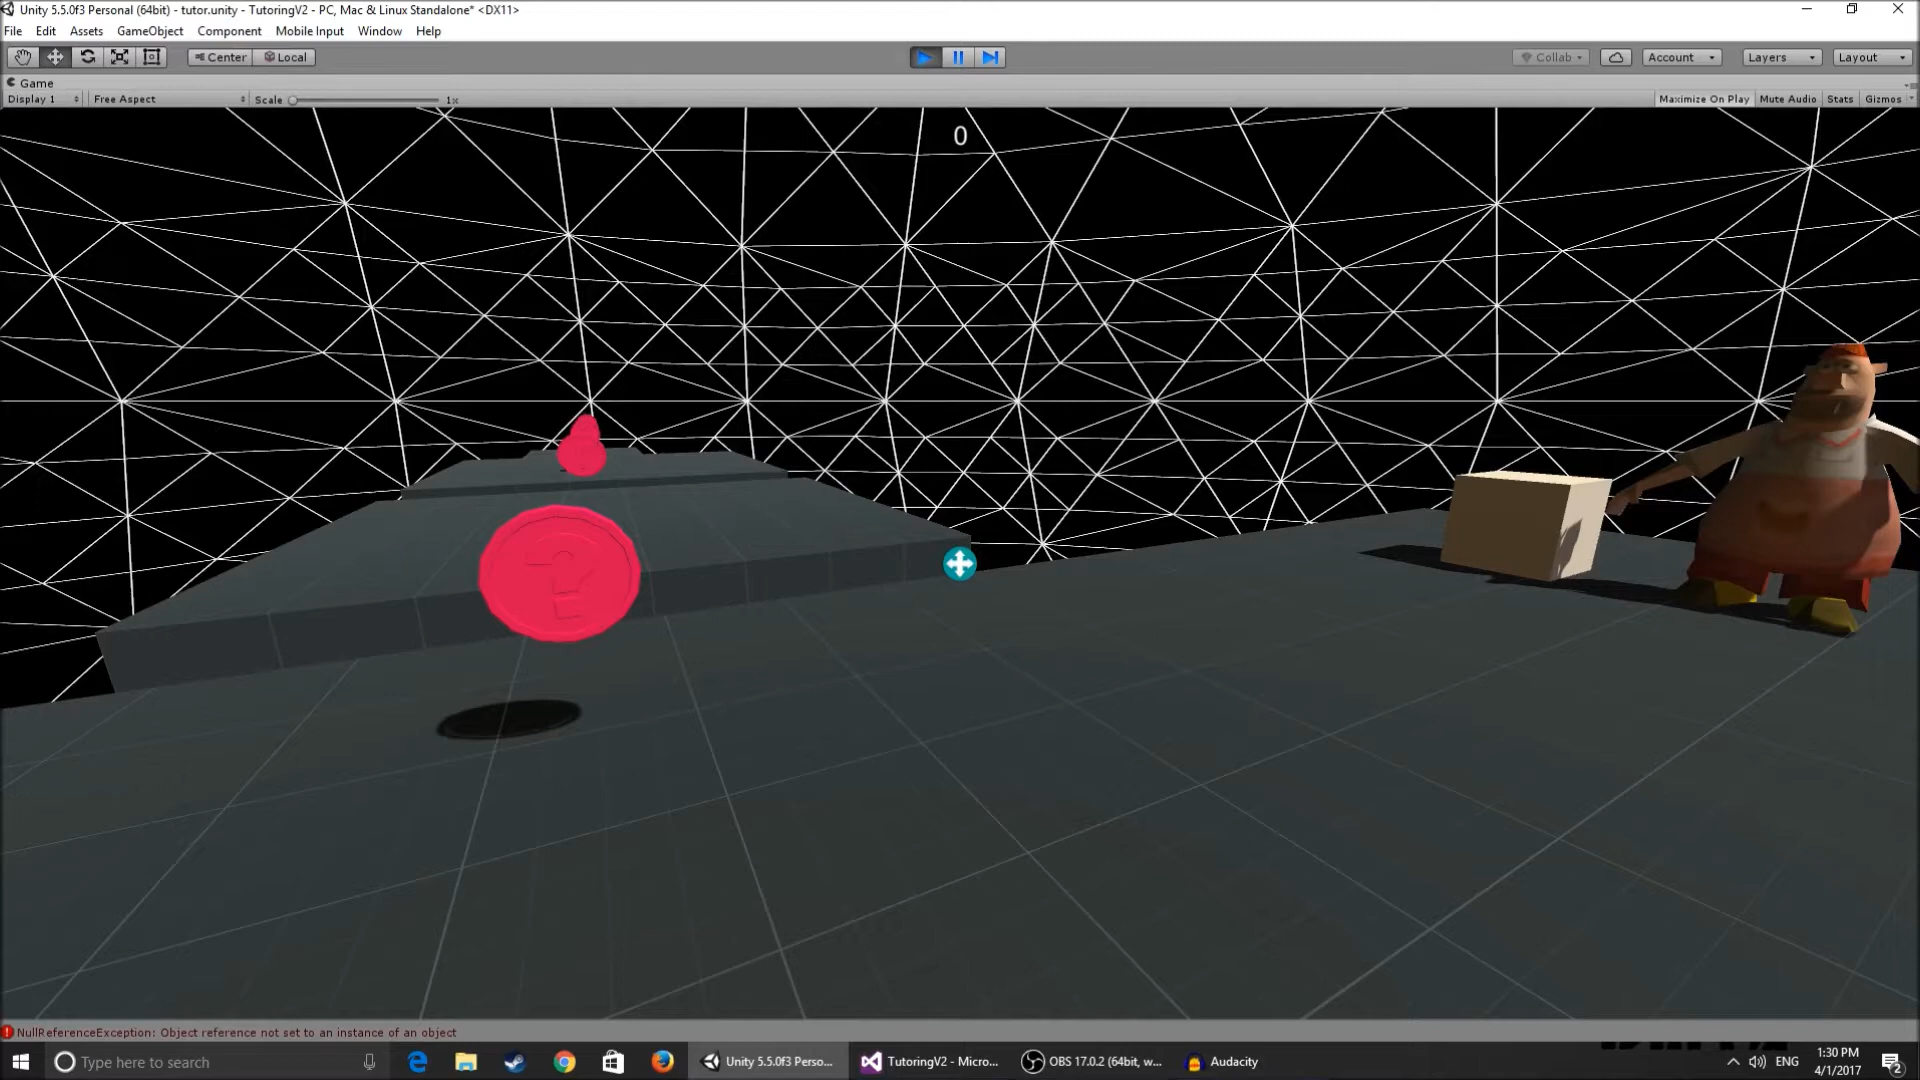 Unity 5.5.0f3 Personal (64bit) - tutor.unity - TutoringV2 - PC, Mac & Linux Standalone* <DX11>
File Edit Assets GameObject Component Mobile Input Window Help
Center Local Collab Account Layers Layout
Game
Display 1 Free Aspect Scale 1x Maximize On Play Mute Audio Stats Gizmos
0
?
NullReferenceException: Object reference not set to an instance of an object
Type here to search Unity 5.5.0f3 Perso... TutoringV2 - Micro... OBS 17.0.2 (64bit, w... Audacity ENG 1:30 PM
4/1/2017 2